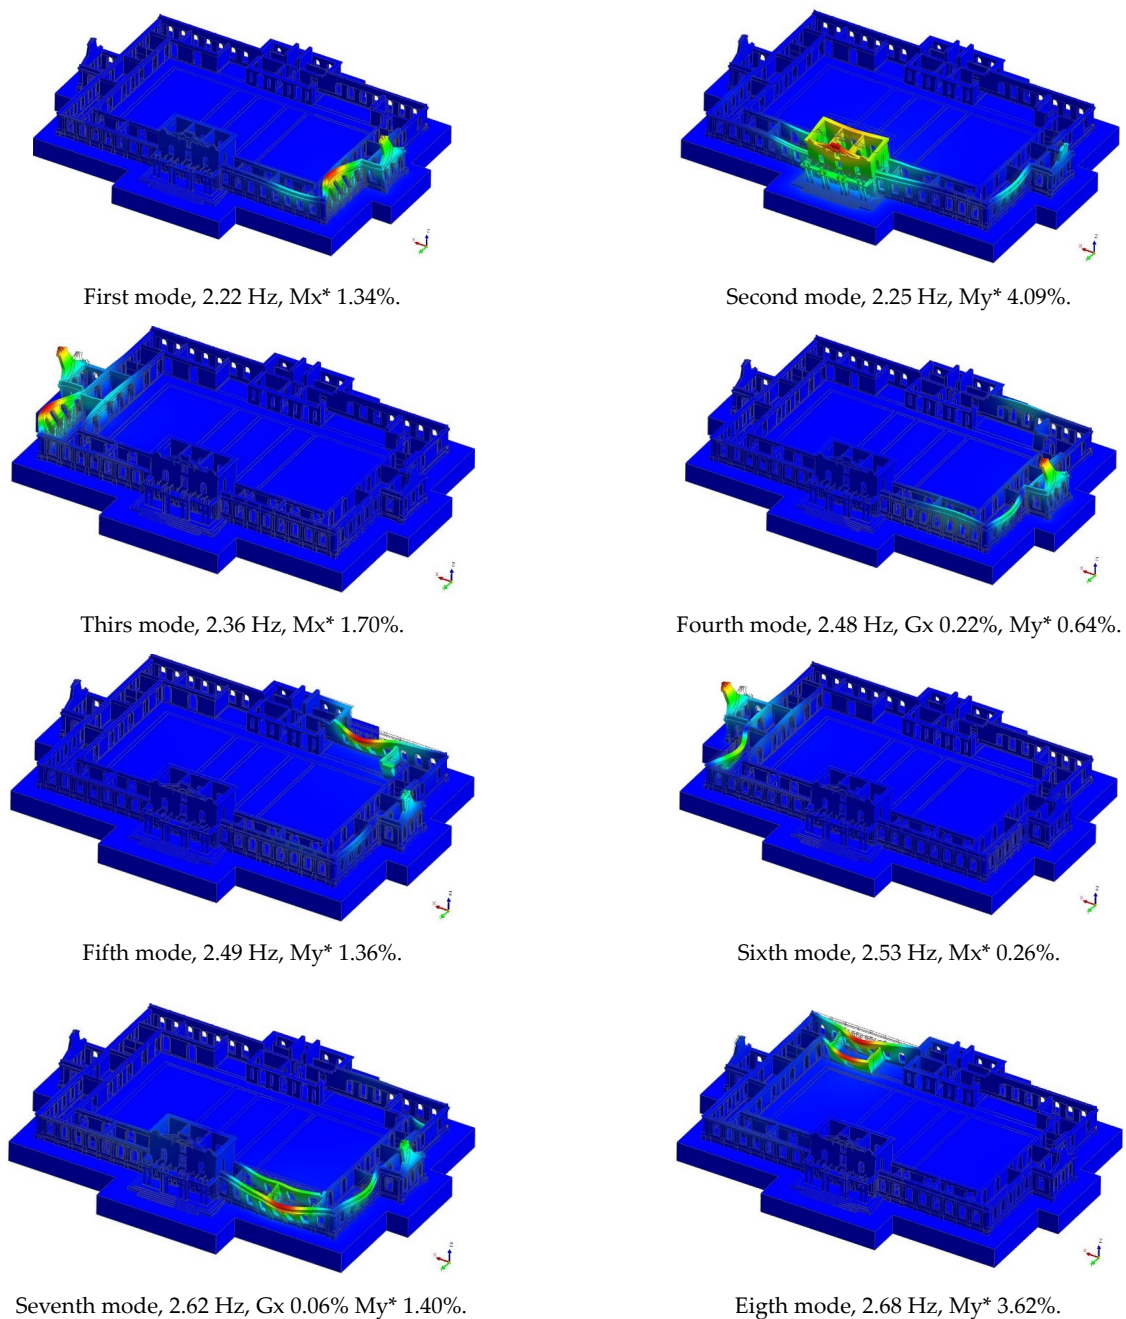 First mode, 2.22 Hz, Mx* 1.34%.
Second mode, 2.25 Hz, My* 4.09%.
Thirs mode, 2.36 Hz, Mx* 1.70%.
Fourth mode, 2.48 Hz, Gx 0.22%, My* 0.64%.
Fifth mode, 2.49 Hz, My* 1.36%.
Sixth mode, 2.53 Hz, Mx* 0.26%.
Seventh mode, 2.62 Hz, Gx 0.06% My* 1.40%.
Eigth mode, 2.68 Hz, My* 3.62%.